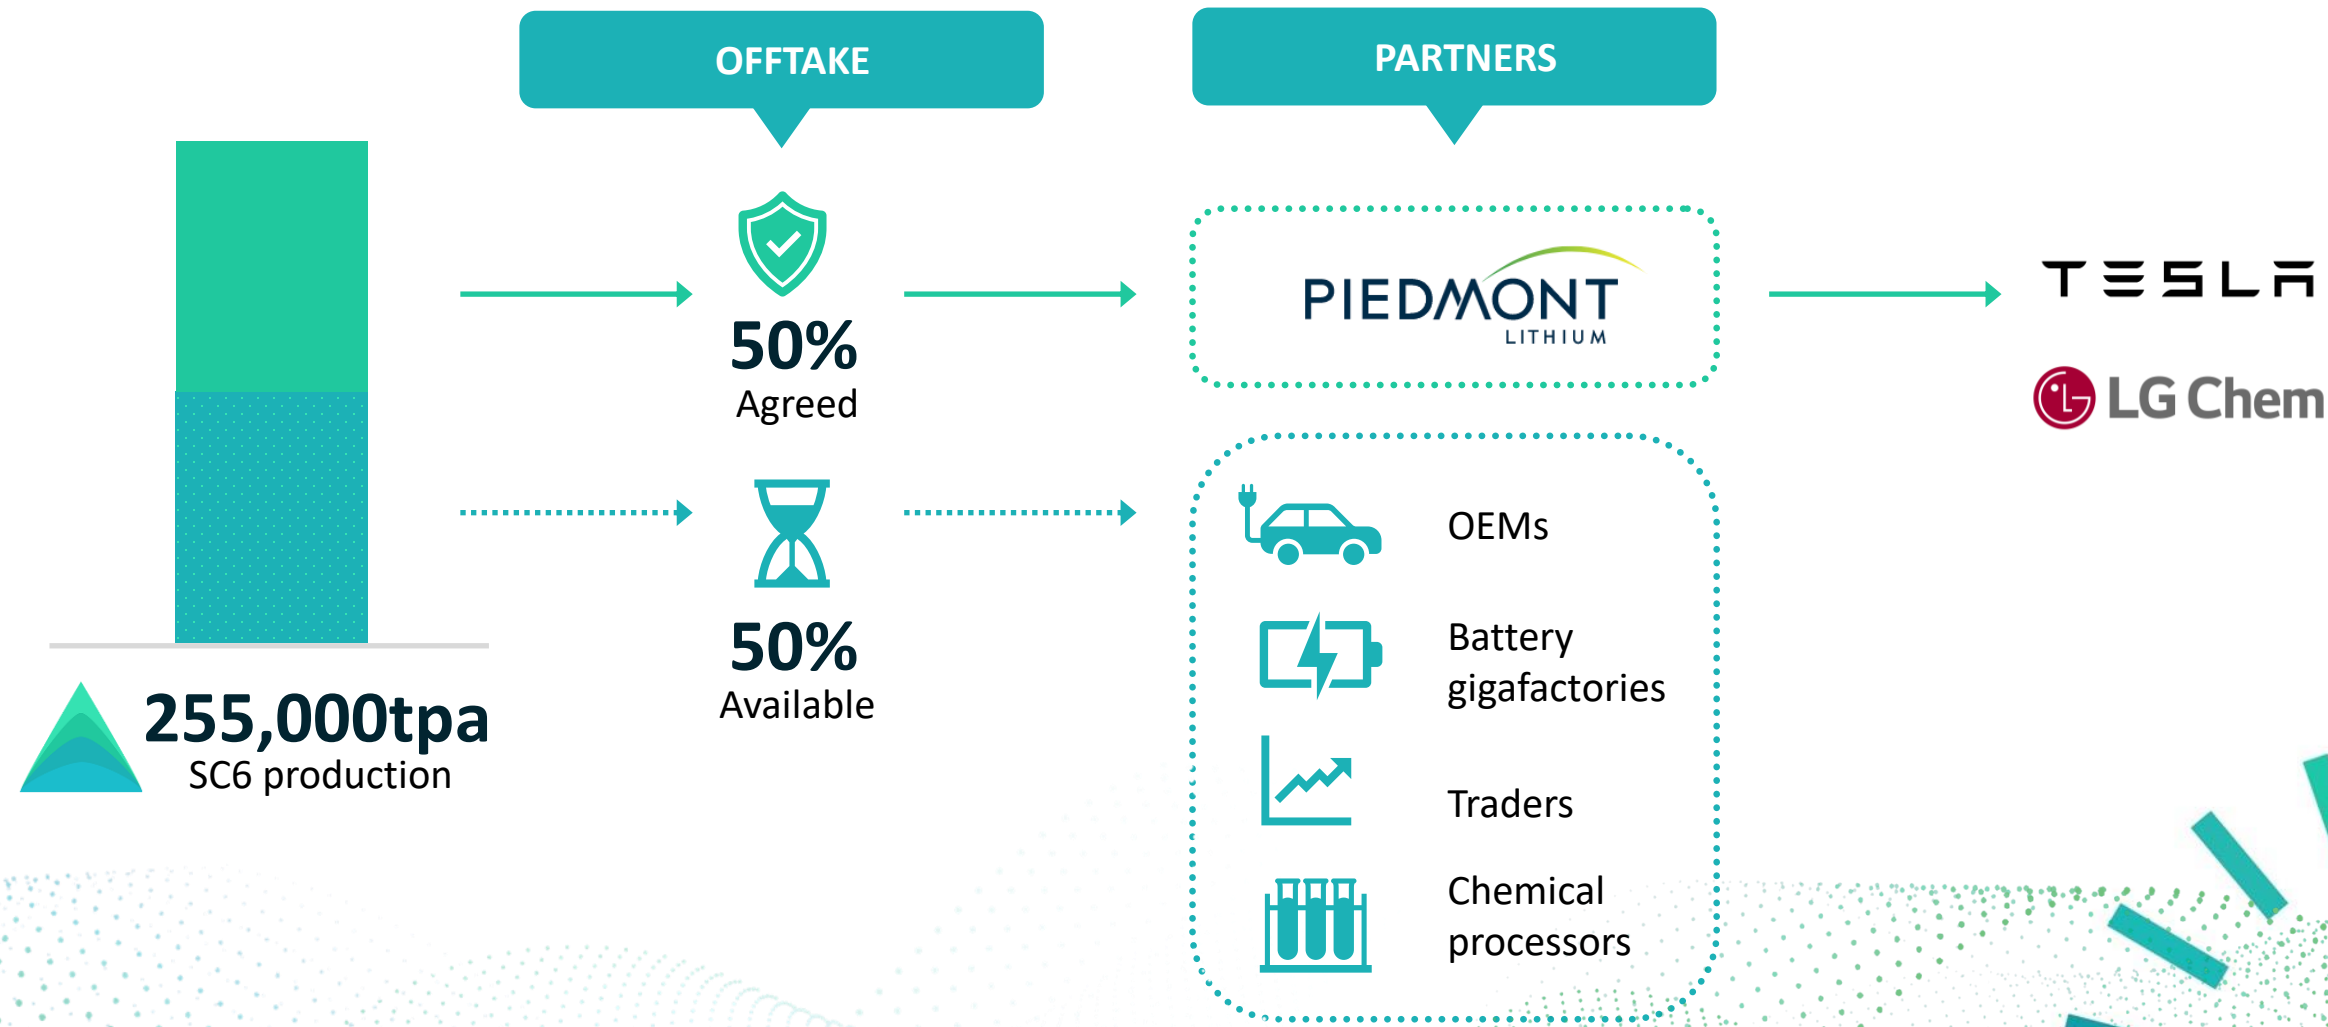 OFFTAKE
PARTNERS
255,000tpa
SC6 production
50%
Agreed
50%
Available
PIEDMONT
LITHIUM
OEMs
Battery
gigafactories
Traders
Chemical
processors
TESLA
LG Chem